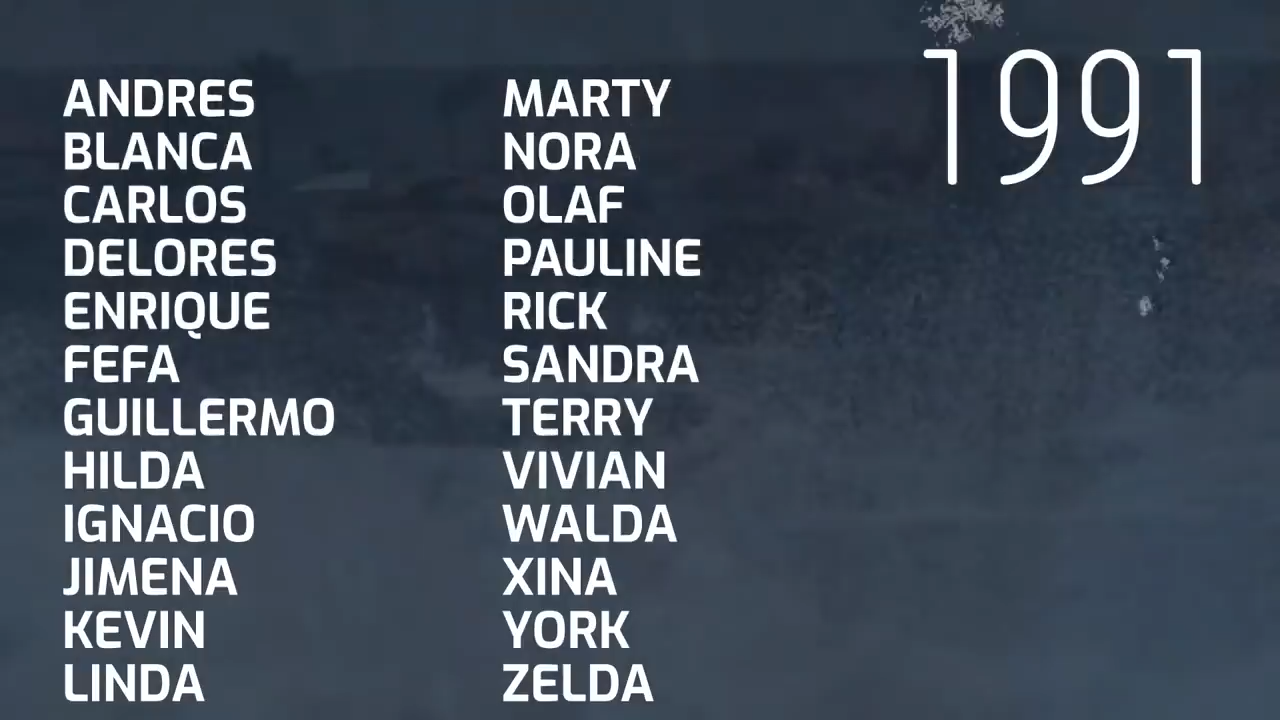 1991
ANDRES
BLANCA
CARLOS
DELORES
ENRIQUE
FEFA
GUILLERMO
HILDA
IGNACIO
JIMENA
KEVIN
LINDA
MARTY
NORA
OLAF
PAULINE
RICK
SANDRA
TERRY
VIVIAN
WALDA
XINA
YORK
ZELDA